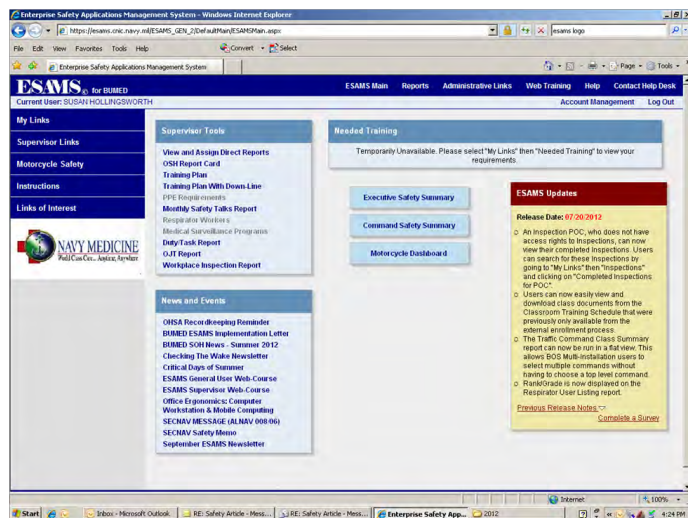 Enterprise Safety Applications Management System - Windows Internet Explorer
https://esams.cnic.navy.mil/ESAMS_GEN_2/DefaultMain/ESAMSMain.aspx
esams logo
File Edit View Favorites Tools Help
Convert Select
Enterprise Safety Applications Management System
Page Tools
ESAMS © for BUMED
ESAMS Main Reports Administrative Links Web Training Help Contact Help Desk
Current User: SUSAN HOLLINGSWORTH
Account Management Log Out
My Links
Supervisor Links
Motorcycle Safety
Instructions
Links of Interest
NAVY MEDICINE
World Class Care... Anytime, Anywhere
Supervisor Tools
View and Assign Direct Reports
OSH Report Card
Training Plan
Training Plan With Down-Line
PPE Requirements
Monthly Safety Talks Report
Respirator Workers
Medical Surveillance Programs
Duty/Task Report
OJT Report
Workplace Inspection Report
News and Events
OHSA Recordkeeping Reminder
BUMED ESAMS Implementation Letter
BUMED SOH News - Summer 2012
Checking The Wake Newsletter
Critical Days of Summer
ESAMS General User Web-Course
ESAMS Supervisor Web-Course
Office Ergonomics: Computer
Workstation & Mobile Computing
SECNAV MESSAGE (ALNAV 008/06)
SECNAV Safety Memo
September ESAMS Newsletter
Needed Training
Temporarily Unavailable. Please select "My Links" then "Needed Training" to view your
requirements.
Executive Safety Summary
Command Safety Summary
Motorcycle Dashboard
ESAMS Updates
Release Date: 07/20/2012
An Inspection POC, who does not have
access rights to Inspections, can now
view their completed Inspections. Users
can search for these Inspections by
going to "My Links" then "Inspections"
and clicking on "Completed Inspections
for POC".
Users can now easily view and
download class documents from the
Classroom Training Schedule that were
previously only available from the
external enrollment process.
The Traffic Command Class Summary
report can now be run in a flat view. This
allows BOS Multi-Installation users to
select multiple commands without
having to choose a top level command.
Rank/Grade is now displayed on the
Respirator User Listing report.
Previous Release Notes
Complete a Survey
Internet 100%
Start Inbox - Microsoft Outlook RE: Safety Article - Mess... RE: Safety Article - Mess... Enterprise Safety App... 2012 4:24 PM